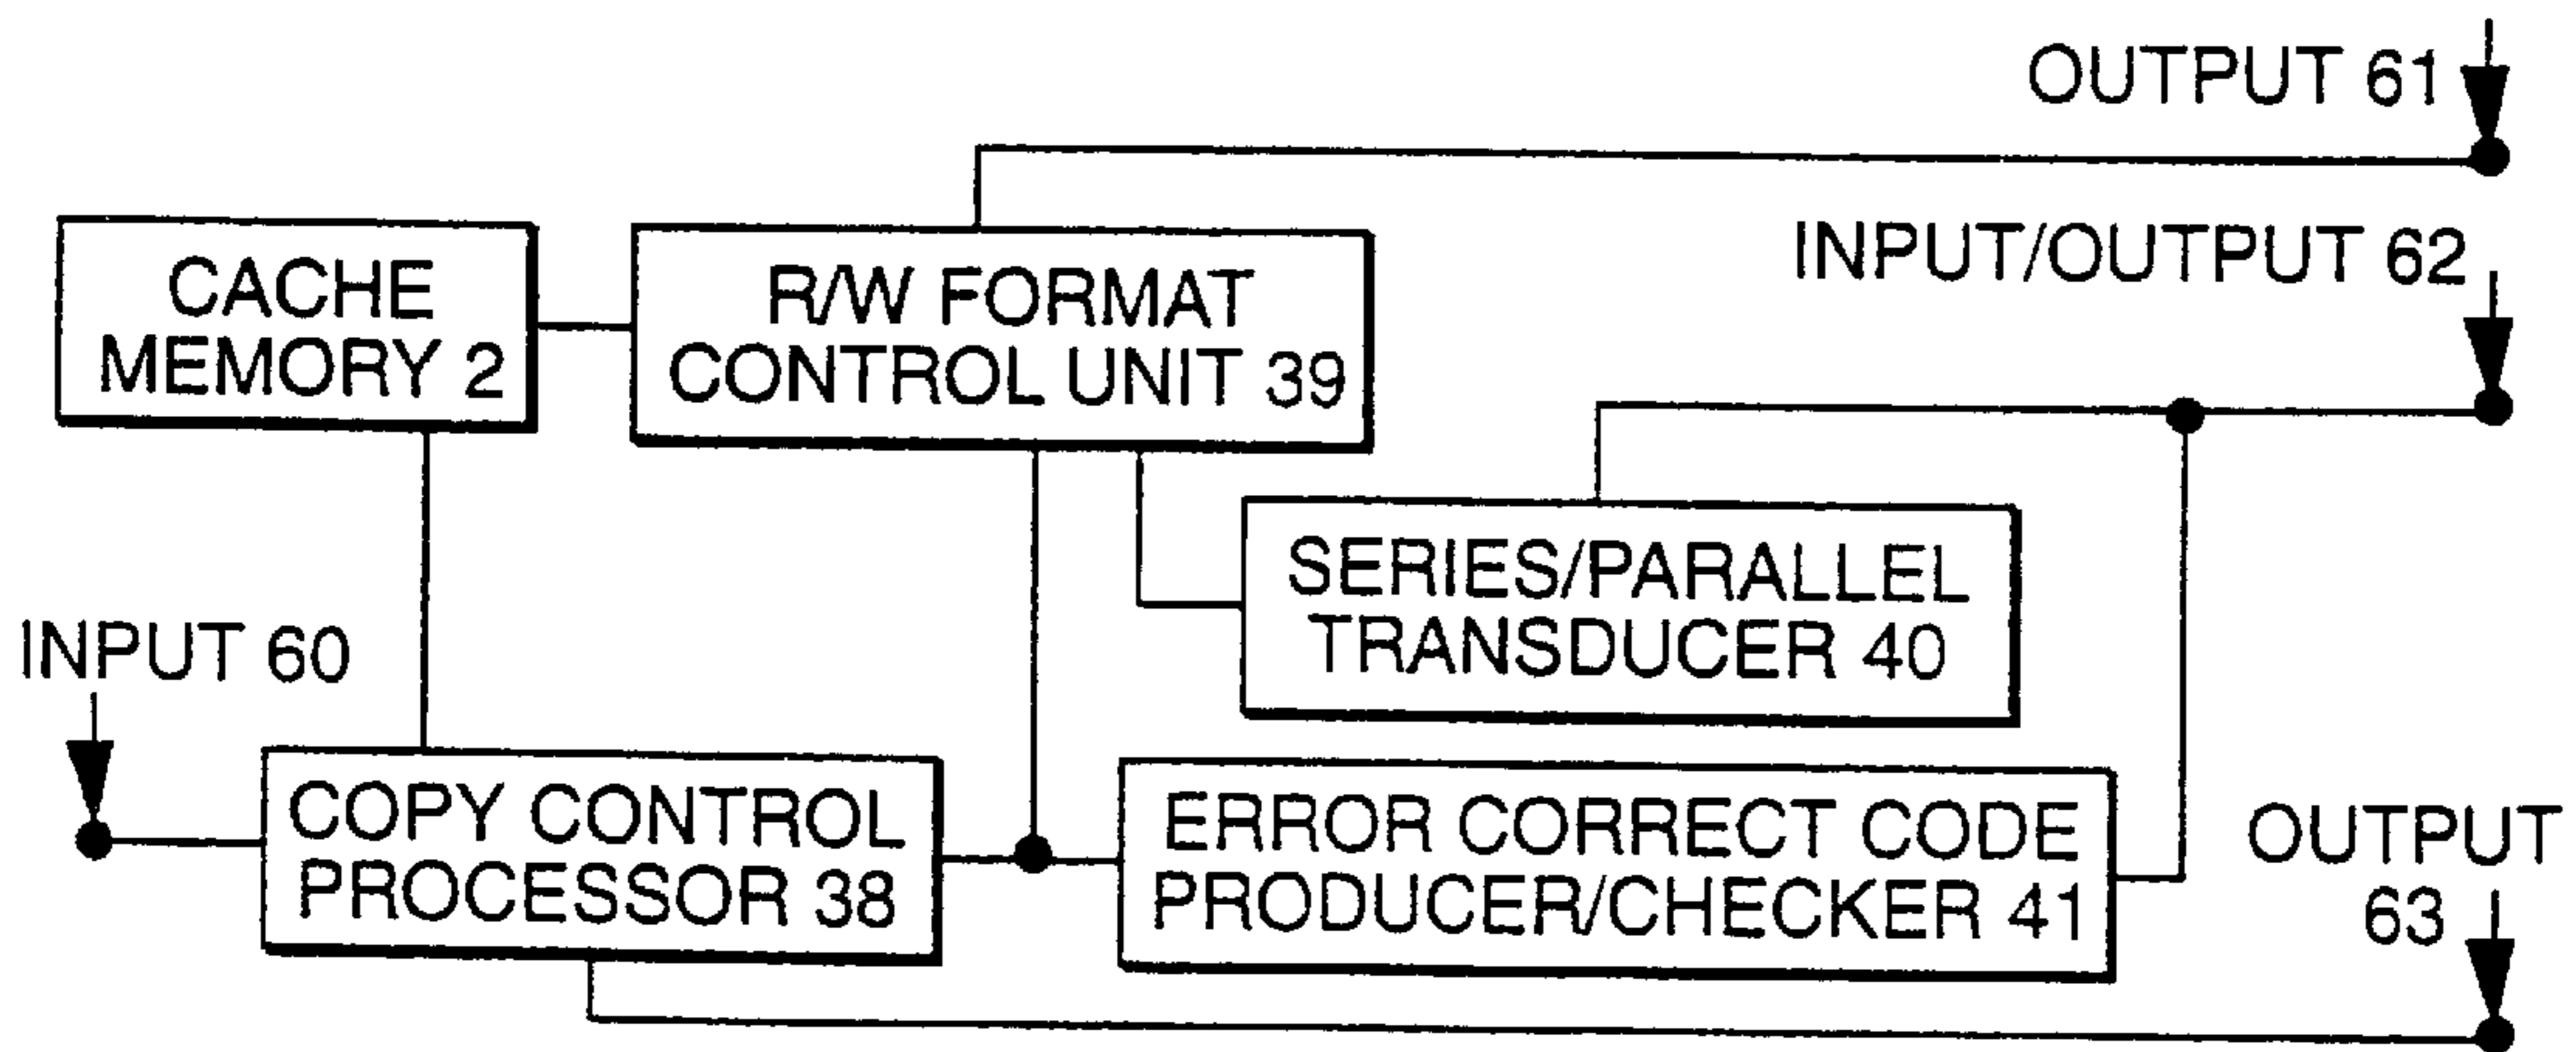 OUTPUT 61
INPUT/OUTPUT 62
CACHE
MEMORY 2
R/W FORMAT
CONTROL UNIT 39
SERIES/PARALLEL
TRANSDUCER 40
INPUT 60
COPY CONTROL
PROCESSOR 38
ERROR CORRECT CODE
PRODUCER/CHECKER 41
OUTPUT
63